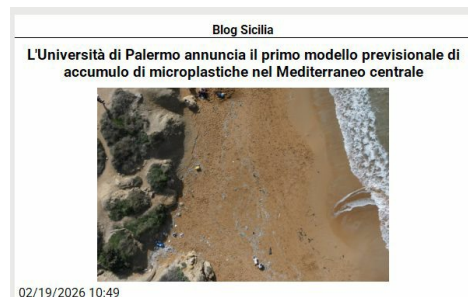 Blog Sicilia
L'Università di Palermo annuncia il primo modello previsionale di
accumulo di microplastiche nel Mediterraneo centrale
02/19/2026 10:49